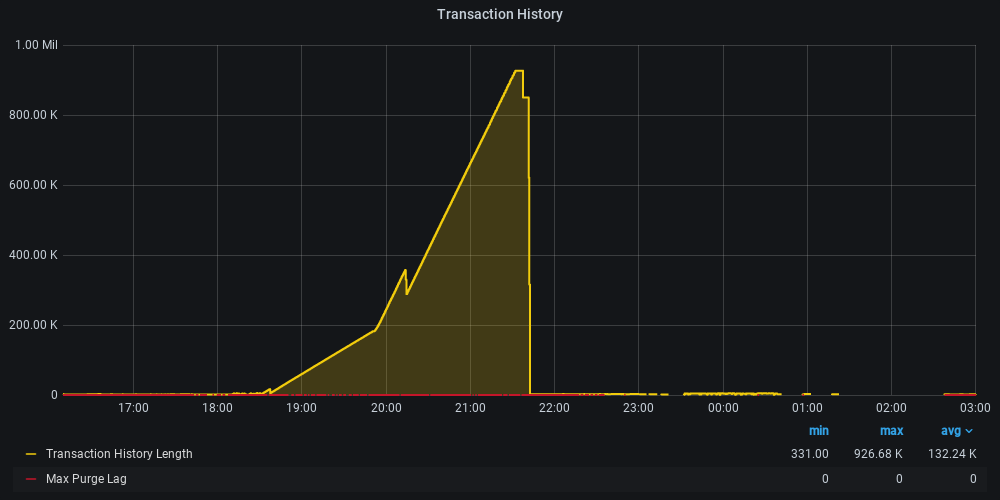 Transaction History
1.00 Mil
800.00 K
600.00 K
400.00 K
200.00 K
0
17:00 18:00 19:00 20:00 21:00 22:00 23:00 00:00 01:00 02:00 03:00
min max avg
Transaction History Length 331.00 926.68 K 132.24 K
Max Purge Lag 0 0 0